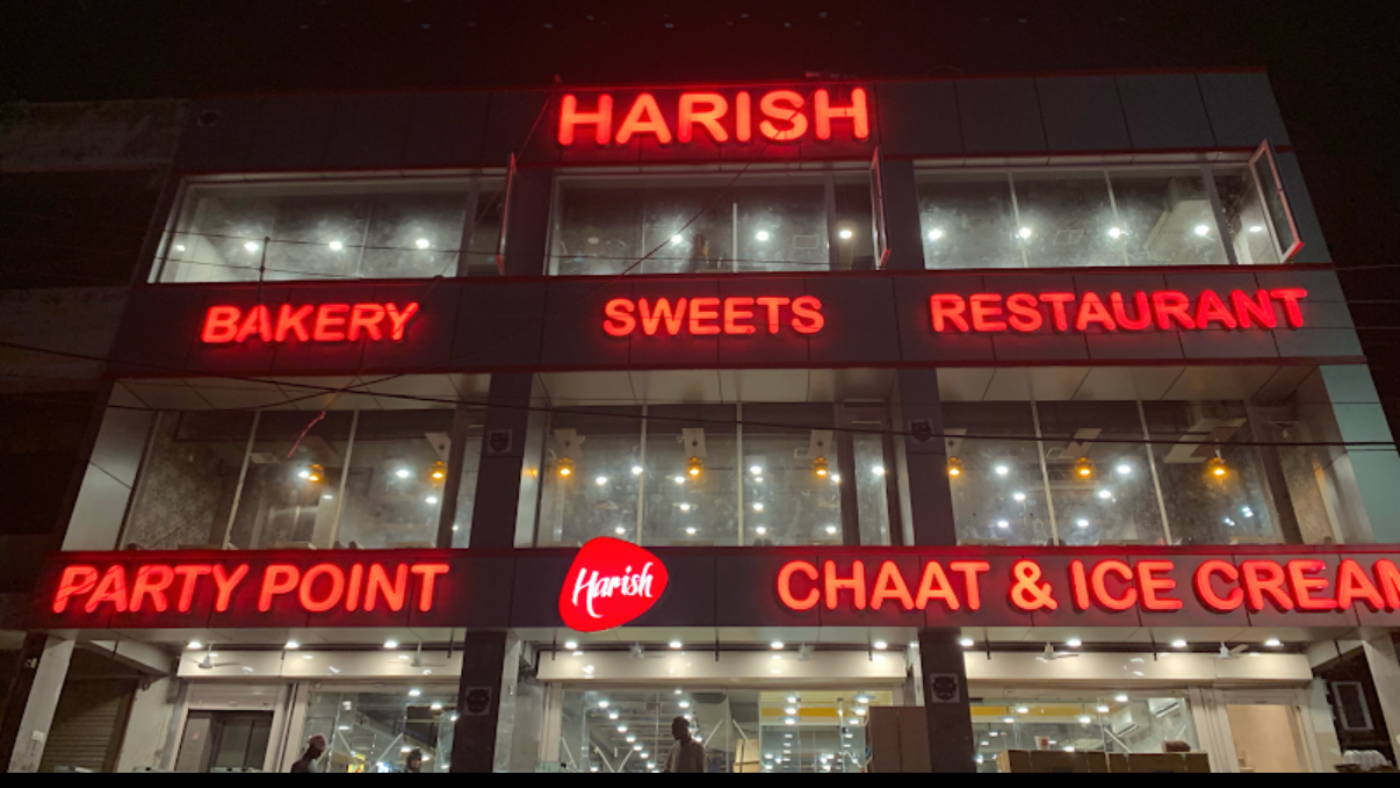 HARISH
BAKERY SWEETS RESTAURANT
PARTY POINT Harish CHAAT & ICE CREAM